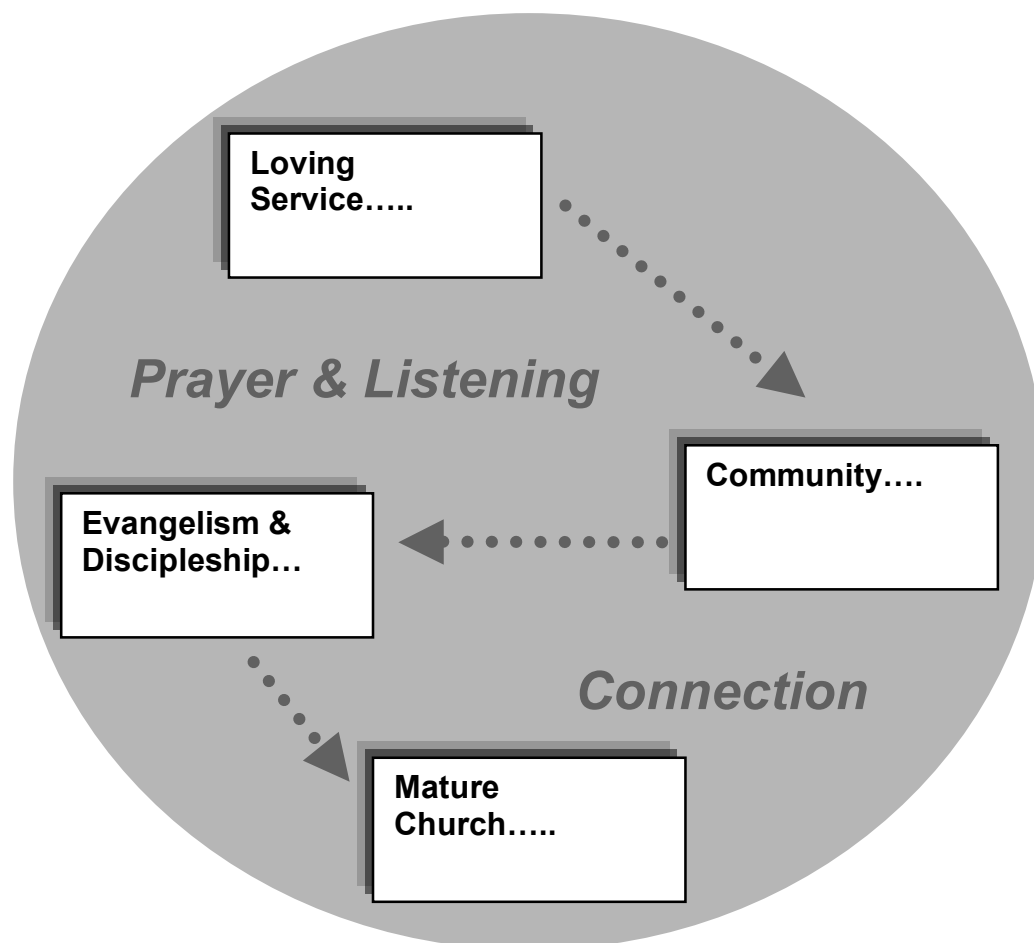 Loving
Service…..
Prayer & Listening
Community….
Evangelism &
Discipleship…
Connection
Mature
Church…..